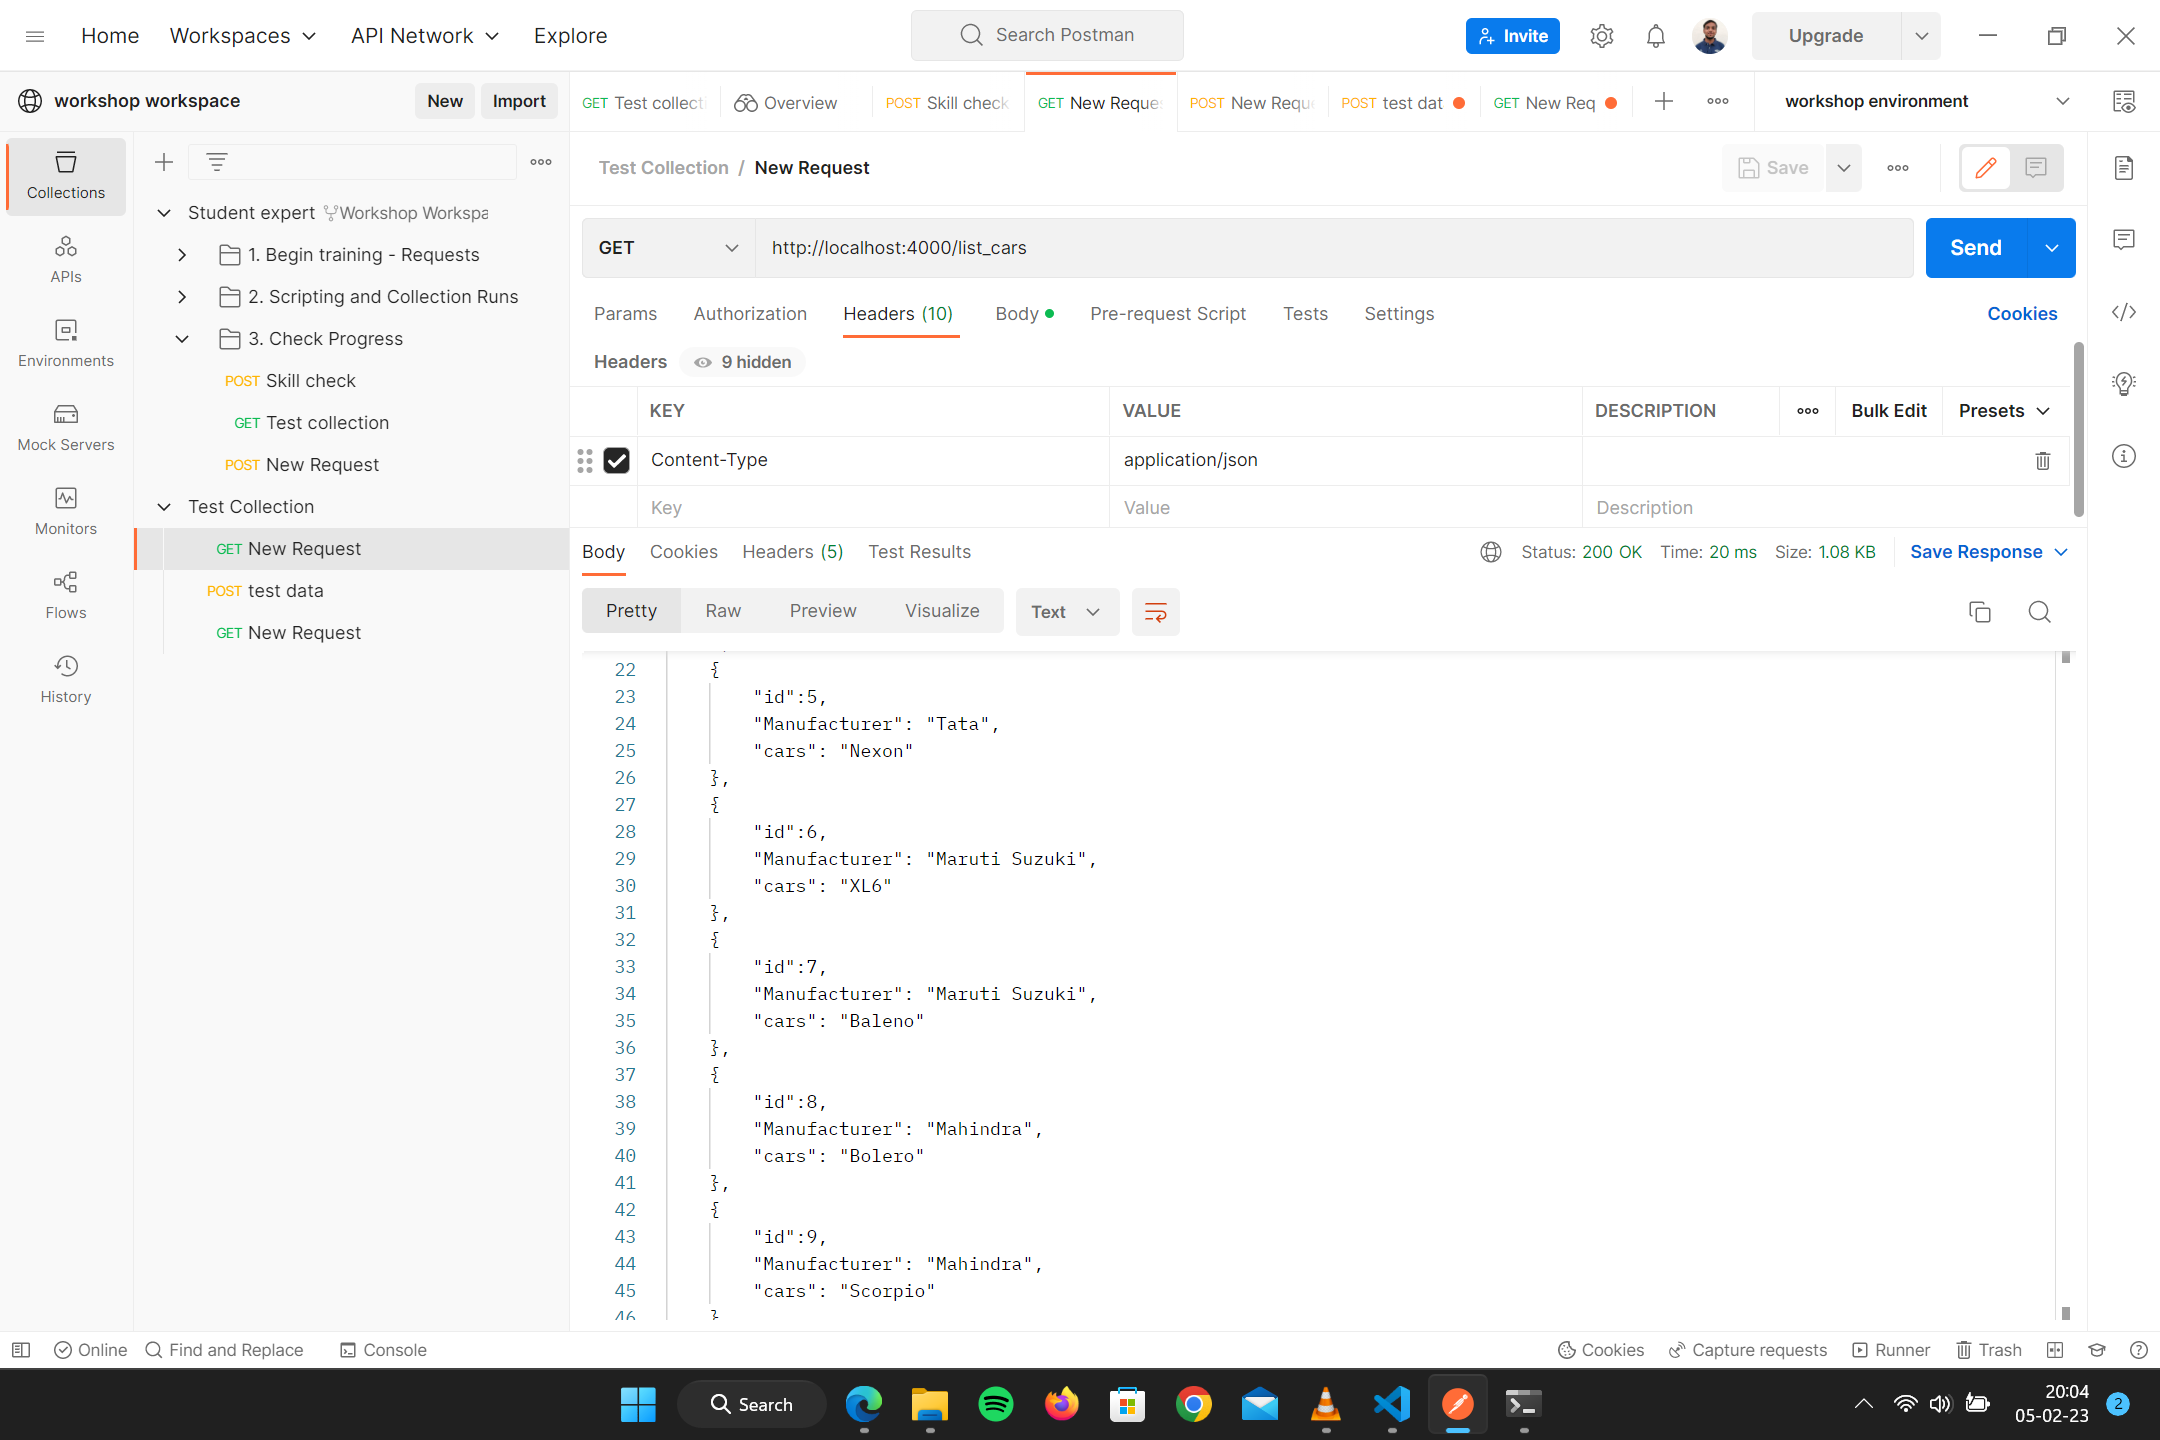 Home Workspaces API Network Explore Search Postman Invite Upgrade
workshop workspace New Import
GET Test collecti Overview POST Skill check GET New Reques POST New Requ POST test dat GET New Req workshop environment
Collections
APIs
Environments
Mock Servers
Monitors
Flows
History
Student expert Workshop Workspa
1. Begin training - Requests
2. Scripting and Collection Runs
3. Check Progress
POST Skill check
GET Test collection
POST New Request
Test Collection
GET New Request
POST test data
GET New Request
Test Collection / New Request Save
GET http://localhost:4000/list_cars Send
Params Authorization Headers (10) Body Pre-request Script Tests Settings Cookies
Headers 9 hidden
KEY VALUE DESCRIPTION Bulk Edit Presets
Content-Type application/json
Key Value Description
Body Cookies Headers (5) Test Results Status: 200 OK Time: 20 ms Size: 1.08 KB Save Response
Pretty Raw Preview Visualize Text
22 {
23 "id":5,
24 "Manufacturer": "Tata",
25 "cars": "Nexon"
26 },
27 {
28 "id":6,
29 "Manufacturer": "Maruti Suzuki",
30 "cars": "XL6"
31 },
32 {
33 "id":7,
34 "Manufacturer": "Maruti Suzuki",
35 "cars": "Baleno"
36 },
37 {
38 "id":8,
39 "Manufacturer": "Mahindra",
40 "cars": "Bolero"
41 },
42 {
43 "id":9,
44 "Manufacturer": "Mahindra",
45 "cars": "Scorpio"
46 }
Online Find and Replace Console Cookies Capture requests Runner Trash
Search 20:04
05-02-23 2